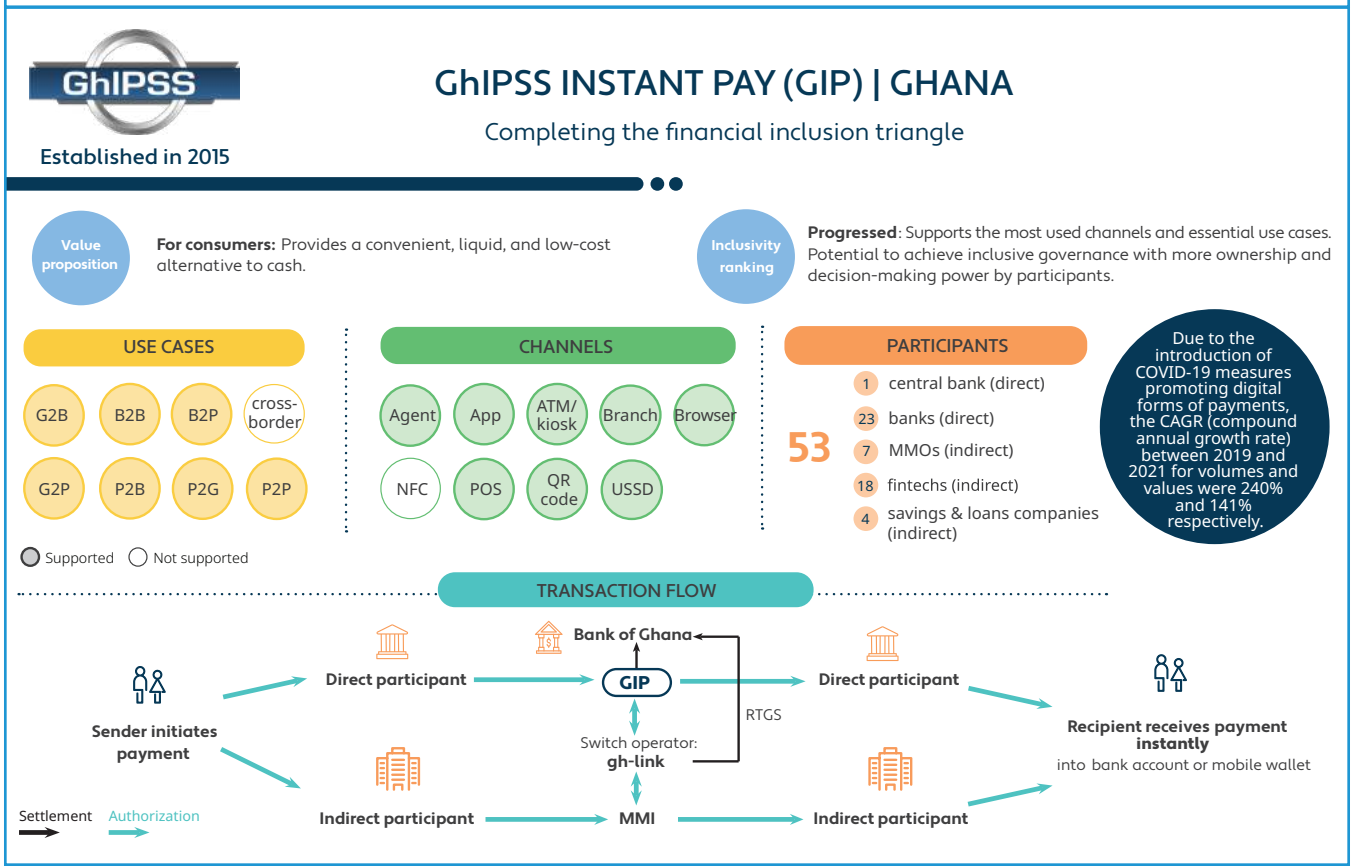 GhIPSS
Established in 2015
GhIPSS INSTANT PAY (GIP) | GHANA
Completing the financial inclusion triangle
Value
proposition
For consumers: Provides a convenient, liquid, and low-cost
alternative to cash.
Inclusivity
ranking
Progressed: Supports the most used channels and essential use cases.
Potential to achieve inclusive governance with more ownership and
decision-making power by participants.
USE CASES
G2B
B2B
B2P
cross-
border
G2P
P2B
P2G
P2P
Supported
Not supported
CHANNELS
Agent
App
ATM/
kiosk
Branch
Browser
NFC
POS
QR
code
USSD
PARTICIPANTS
53
1 central bank (direct)
23 banks (direct)
7 MMOs (indirect)
18 fintechs (indirect)
4 savings & loans companies
(indirect)
Due to the
introduction of
COVID-19 measures
promoting digital
forms of payments,
the CAGR (compound
annual growth rate)
between 2019 and
2021 for volumes and
values were 240%
and 141%
respectively.
TRANSACTION FLOW
Sender initiates
payment
Direct participant
Indirect participant
Bank of Ghana
GIP
RTGS
Switch operator:
gh-link
MMI
Direct participant
Indirect participant
Recipient receives payment
instantly
into bank account or mobile wallet
Settlement
Authorization